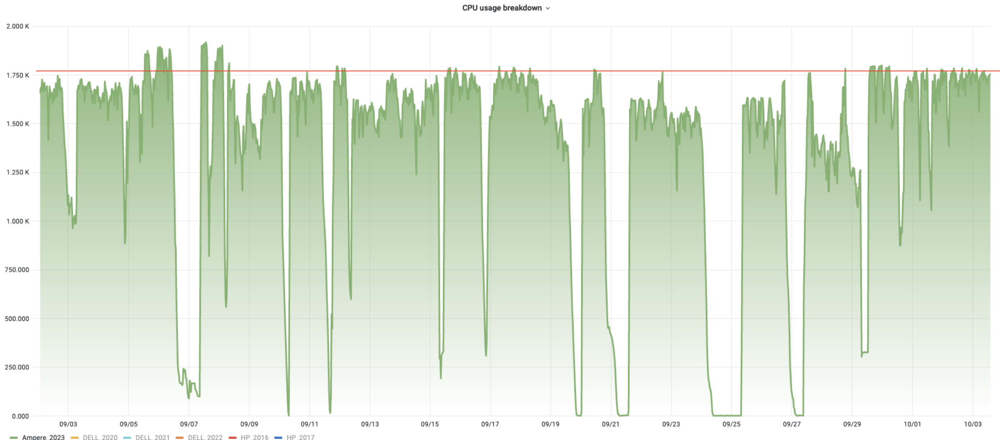 CPU usage breakdown
2.000 K
1.750 K
1.500 K
1.250 K
1.000 K
750.000
500.000
250.000
0.000
09/03 09/05 09/07 09/09 09/11 09/13 09/15 09/17 09/19 09/21 09/23 09/25 09/27 09/29 10/01 10/03
Ampere_2023 DELL_2020 DELL_2021 DELL_2022 HP_2016 HP_2017